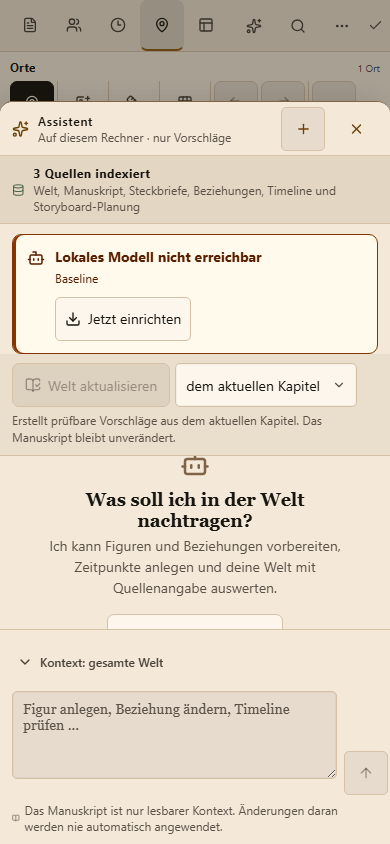 Orte
1 Ort
Assistent
Auf diesem Rechner · nur Vorschläge
3 Quellen indexiert
Welt, Manuskript, Steckbriefe, Beziehungen, Timeline und
Storyboard-Planung
Lokales Modell nicht erreichbar
Baseline
Jetzt einrichten
Welt aktualisieren
dem aktuellen Kapitel
Erstellt prüfbare Vorschläge aus dem aktuellen Kapitel. Das
Manuskript bleibt unverändert.
Was soll ich in der Welt
nachtragen?
Ich kann Figuren und Beziehungen vorbereiten,
Zeitpunkte anlegen und deine Welt mit
Quellenangabe auswerten.
Kontext: gesamte Welt
Figur anlegen, Beziehung ändern, Timeline
prüfen ...
Das Manuskript ist nur lesbarer Kontext. Änderungen daran
werden nie automatisch angewendet.